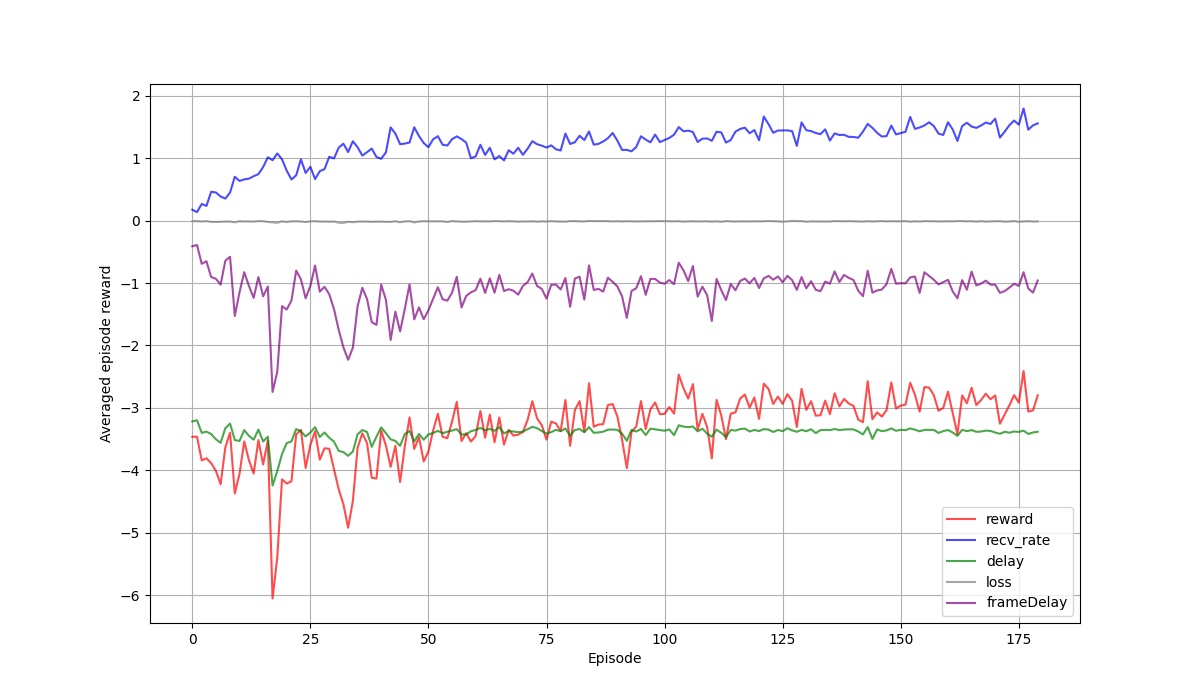 2
1
0
−1
−2
−3
−4
−5
−6
Averaged episode reward
0
25
50
75
100
125
150
175
Episode
reward
recv_rate
delay
loss
frameDelay